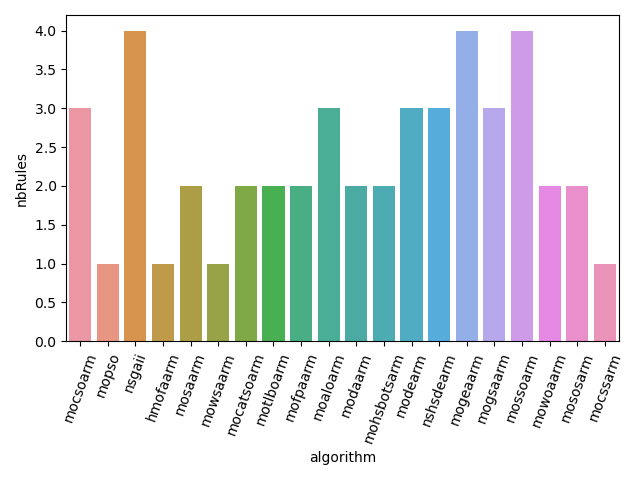 4.0
3.5
3.0
2.5
2.0
1.5
1.0
0.5
0.0
nbRules
mocsoarm
mopso
nsgaii
hmofaarm
mosaarm
mowsaarm
mocatsoarm
motlboarm
mofpaarm
moaloarm
modaarm
mohsbotsarm
modearm
nshsdearm
mogeaarm
mogsaarm
mossoarm
mowoaarm
mososarm
mocssarm
algorithm